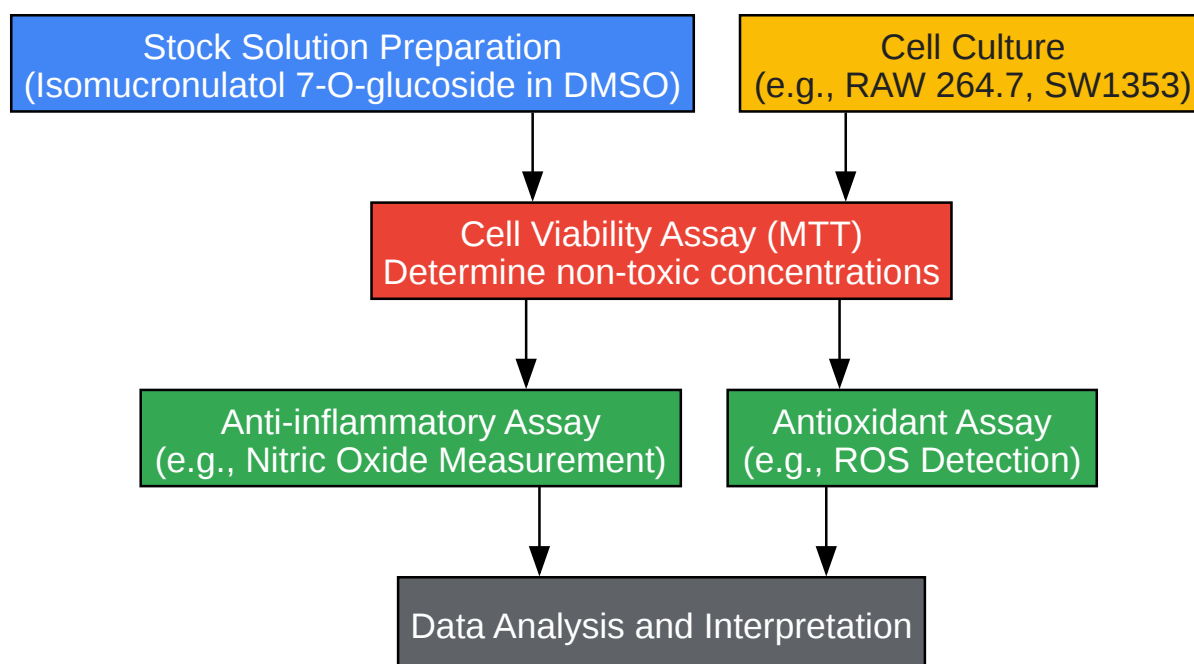 Stock Solution Preparation
(Isomucronulatol 7-O-glucoside in DMSO)
Cell Culture
(e.g., RAW 264.7, SW1353)
Cell Viability Assay (MTT)
Determine non-toxic concentrations
Anti-inflammatory Assay
(e.g., Nitric Oxide Measurement)
Antioxidant Assay
(e.g., ROS Detection)
Data Analysis and Interpretation